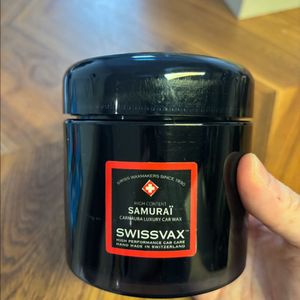 SWISS WAXMAKERS SINCE 1930
HIGH CONTENT
SAMURAÏ
CARNAUBA LUXURY CAR WAX
SWISSVAX™
HIGH PERFORMANCE CAR CARE
HAND MADE IN SWITZERLAND